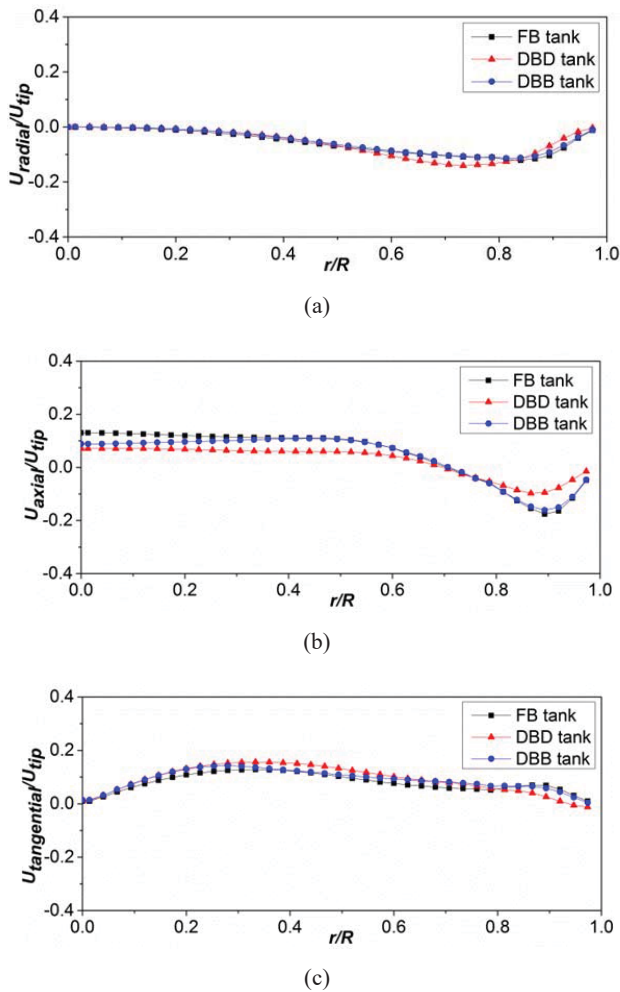 0.4
0.2
0.0
-0.2
-0.4
U_radial/U_tip
FB tank
DBD tank
DBB tank
0.0 0.2 0.4 0.6 0.8 1.0
r/R
(a)
0.4
0.2
0.0
-0.2
-0.4
U_axial/U_tip
FB tank
DBD tank
DBB tank
0.0 0.2 0.4 0.6 0.8 1.0
r/R
(b)
0.4
0.2
0.0
-0.2
-0.4
U_tangential/U_tip
FB tank
DBD tank
DBB tank
0.0 0.2 0.4 0.6 0.8 1.0
r/R
(c)